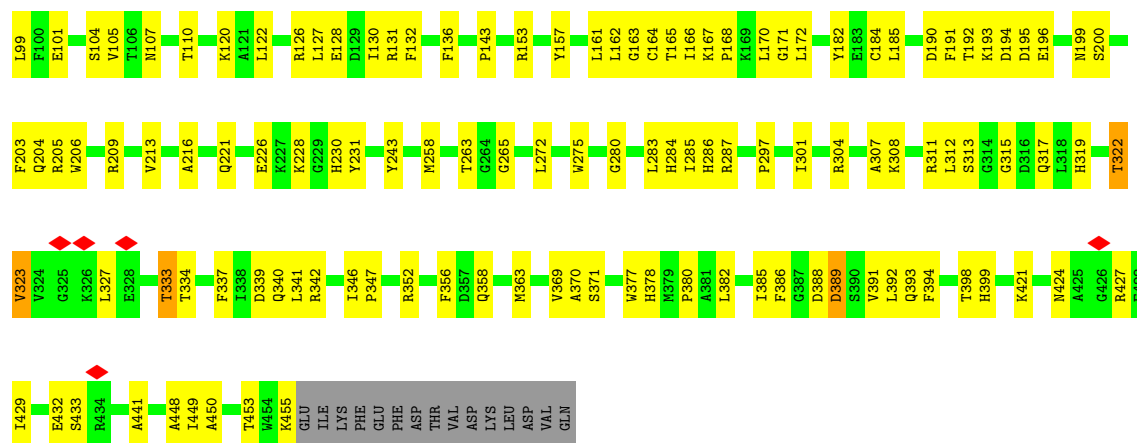 L99 F100 E101 S104 V105 T106 N107 T110 K120 A121 L122 R126 L127 E128 D129 I130 R131 F132 F136 P143 R153 Y157 L161 L162 G163 C164 T165 I166 K167 P168 K169 L170 G171 L172 Y182 E183 C184 L185 D190 F191 T192 K193 D194 D195 E196 N199 S200
F203 Q204 R205 W206 R209 V213 A216 Q221 E226 K227 K228 G229 H230 Y231 Y243 M258 T263 G264 G265 L272 W275 G280 L283 H284 I285 H286 R287 P297 I301 R304 A307 K308 R311 L312 S313 G314 G315 D316 Q317 L318 H319 T322
V323 V324 G325 K326 L327 E328 T333 T334 F337 I338 D339 Q340 L341 R342 I346 P347 R352 F356 D357 Q358 M363 V369 A370 S371 W377 H378 M379 P380 A381 L382 I385 F386 G387 D388 D389 S390 V391 L392 Q393 F394 T398 H399 K421 N424 A425 G426 R427
I429 E432 S433 R434 A441 A448 I449 A450 T453 W454 K455 GLU ILE LYS PHE GLU PHE ASP THR VAL ASP LYS LEU ASP VAL GLN